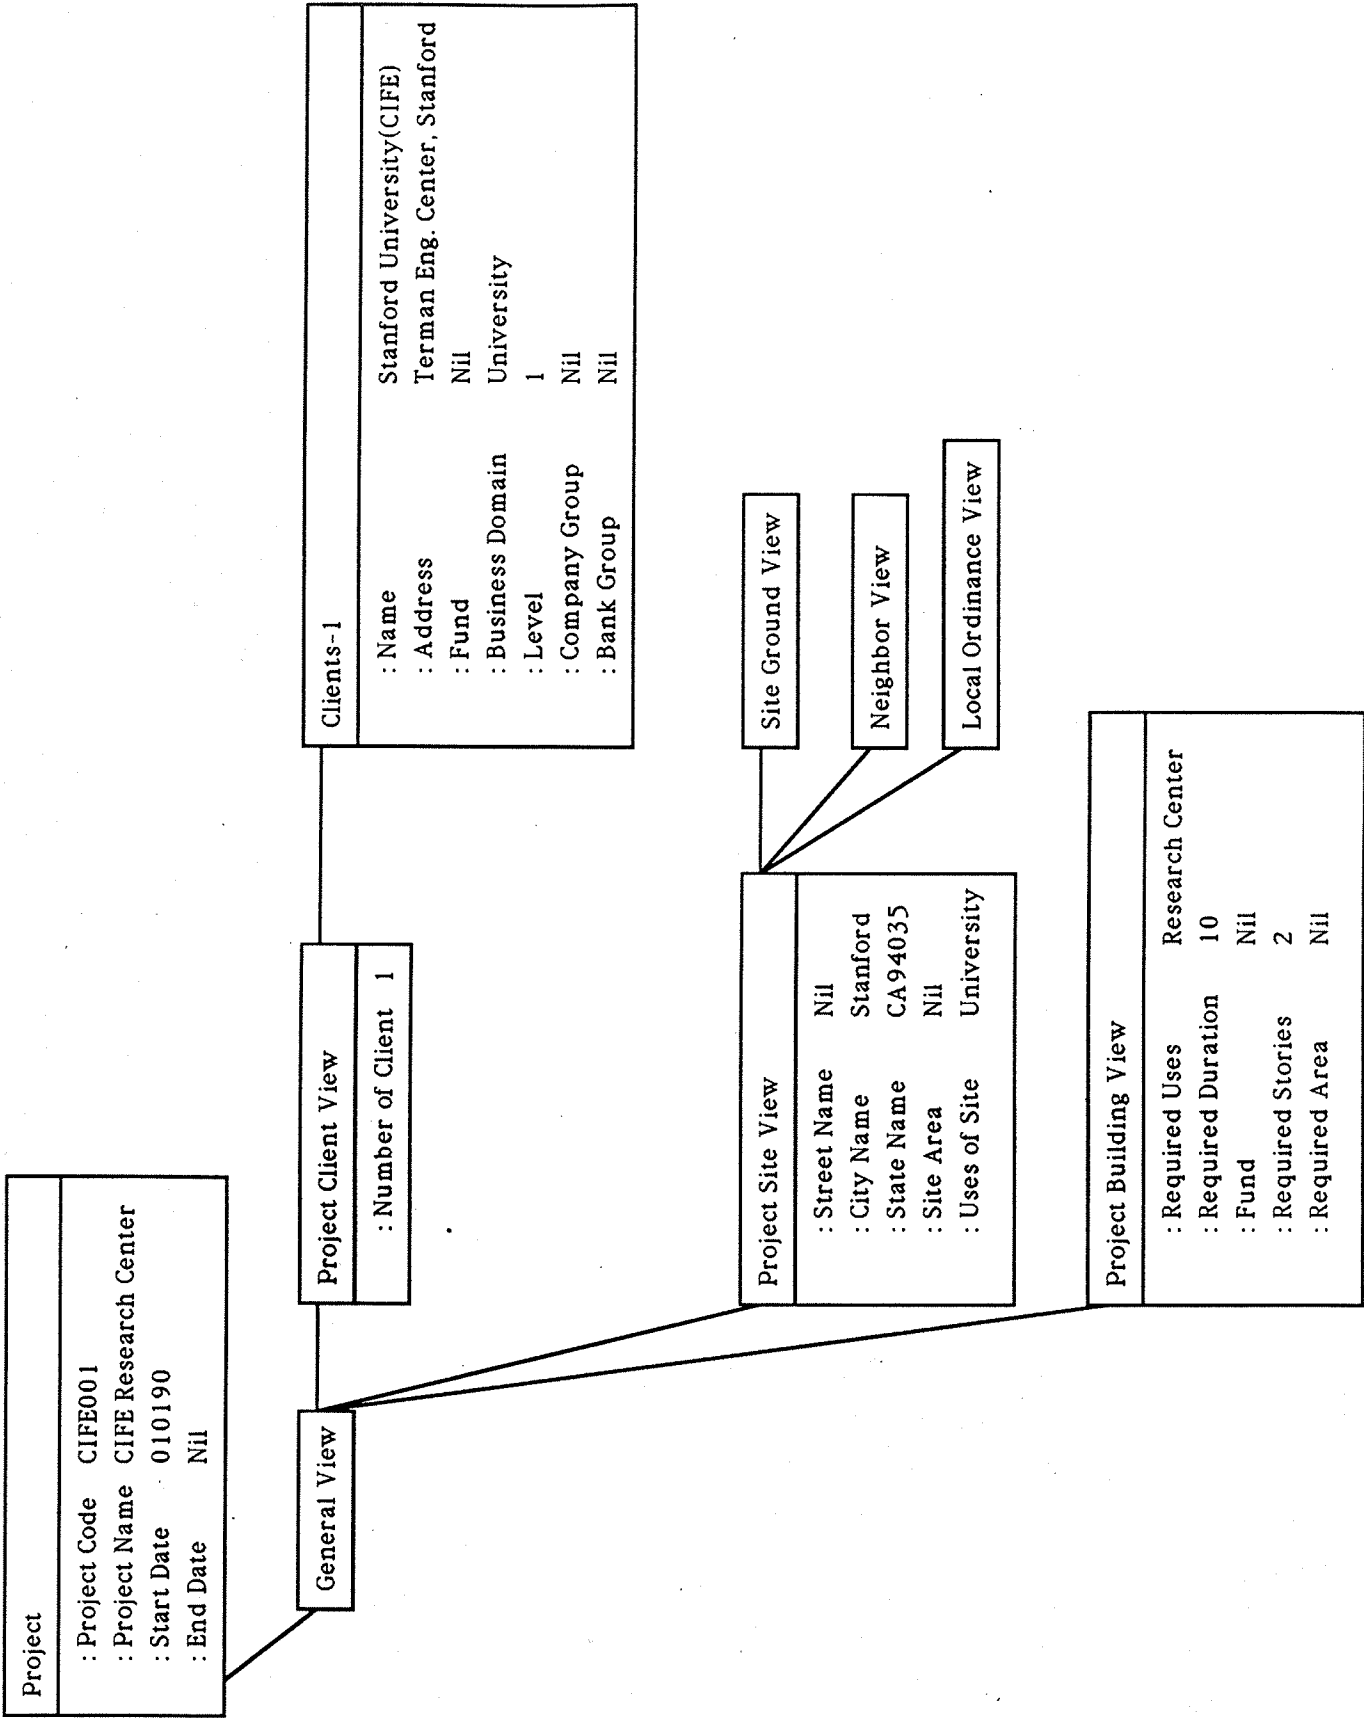 Project
: Project Code CIFE001
: Project Name CIFE Research Center
: Start Date 010190
: End Date Nil
General View
Project Client View
: Number of Client 1
Clients-1
: Name Stanford University(CIFE)
: Address Terman Eng. Center, Stanford
: Fund Nil
: Business Domain University
: Level 1
: Company Group Nil
: Bank Group Nil
Project Site View
: Street Name Nil
: City Name Stanford
: State Name CA94035
: Site Area Nil
: Uses of Site University
Site Ground View
Neighbor View
Local Ordinance View
Project Building View
: Required Uses Research Center
: Required Duration 10
: Fund Nil
: Required Stories 2
: Required Area Nil